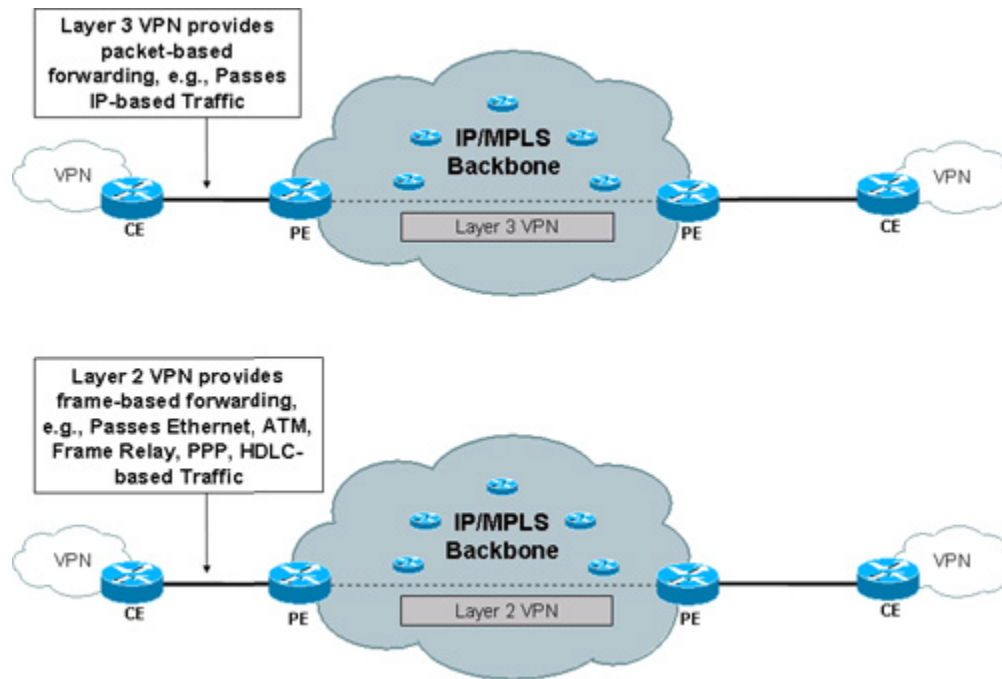 Layer 3 VPN provides
packet-based
forwarding, e.g., Passes
IP-based Traffic
IP/MPLS
Backbone
VPN
VPN
CE
PE
Layer 3 VPN
PE
CE
Layer 2 VPN provides
frame-based forwarding,
e.g., Passes Ethernet, ATM,
Frame Relay, PPP, HDLC-
based Traffic
IP/MPLS
Backbone
VPN
VPN
CE
PE
Layer 2 VPN
PE
CE